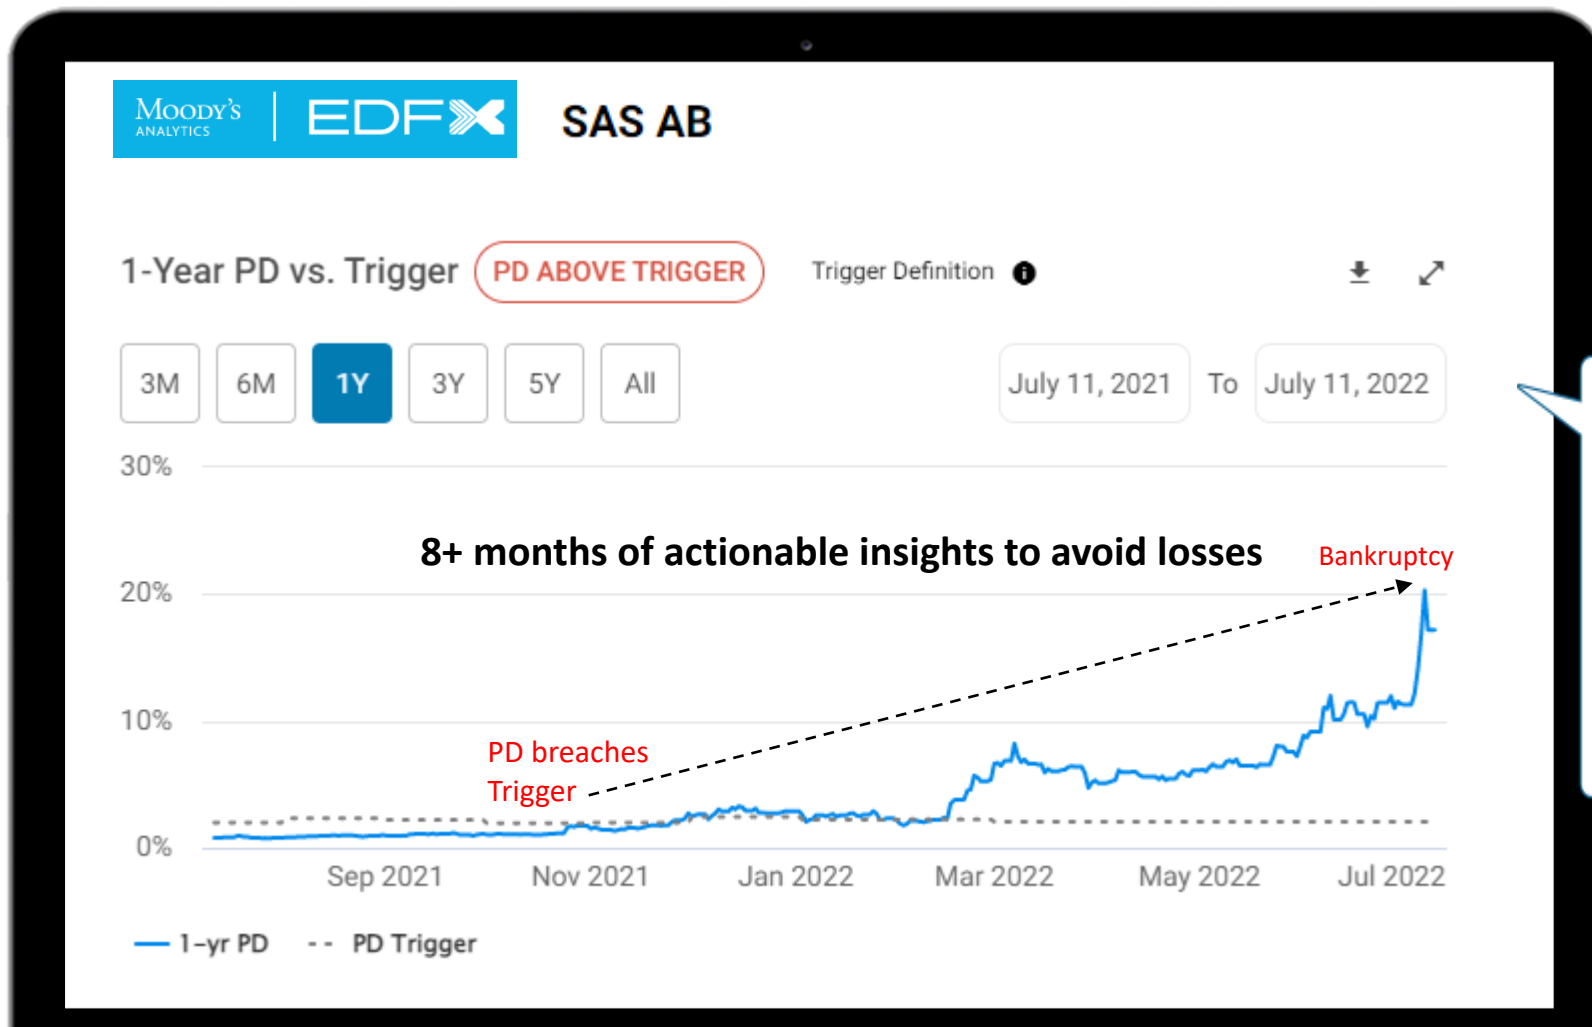 MOODY'S
ANALYTICS
EDFX
SAS AB
1-Year PD vs. Trigger
PD ABOVE TRIGGER
Trigger Definition
3M 6M 1Y 3Y 5Y All
July 11, 2021 To July 11, 2022
30%
8+ months of actionable insights to avoid losses
Bankruptcy
20%
10%
PD breaches
Trigger
0%
Sep 2021 Nov 2021 Jan 2022 Mar 2022 May 2022 Jul 2022
1-yr PD -- PD Trigger